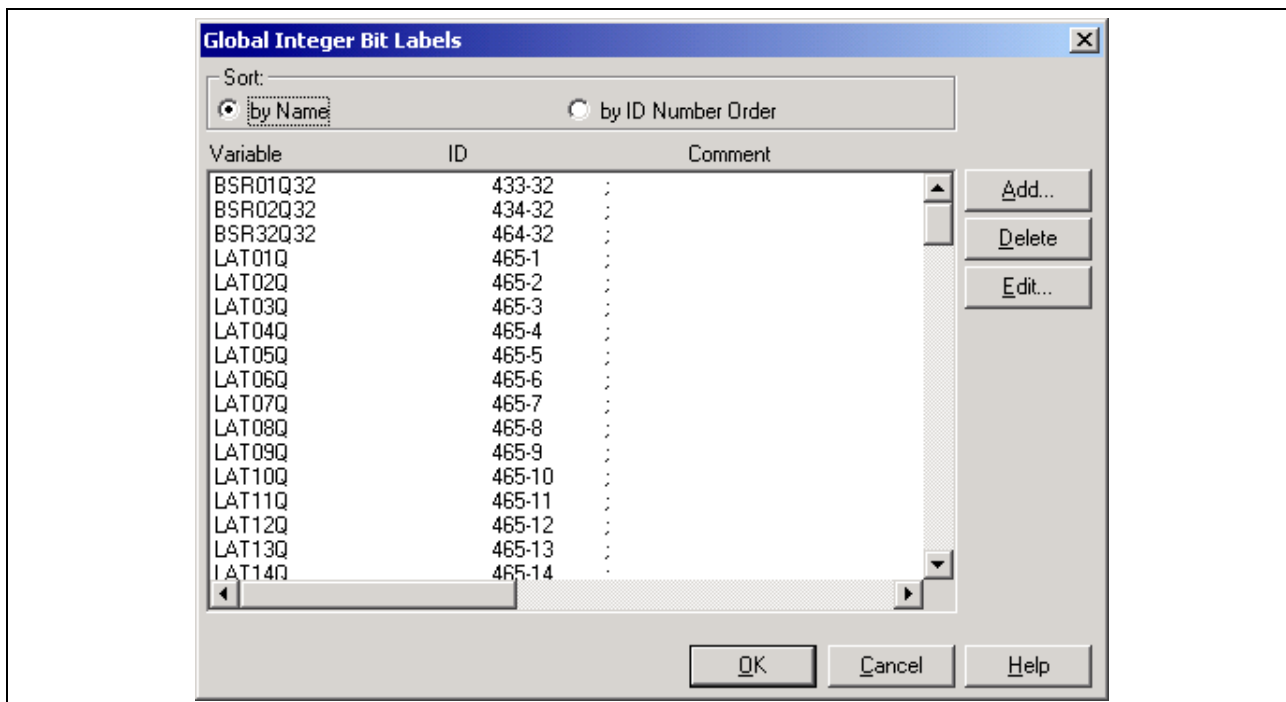 Global Integer Bit Labels
Sort:
by Name by ID Number Order
Variable ID Comment
BSR01Q32 433-32 ;
BSR02Q32 434-32 ;
BSR32Q32 464-32 ;
LAT01Q 465-1 ;
LAT02Q 465-2 ;
LAT03Q 465-3 ;
LAT04Q 465-4 ;
LAT05Q 465-5 ;
LAT06Q 465-6 ;
LAT07Q 465-7 ;
LAT08Q 465-8 ;
LAT09Q 465-9 ;
LAT10Q 465-10 ;
LAT11Q 465-11 ;
LAT12Q 465-12 ;
LAT13Q 465-13 ;
LAT14Q 465-14 ;
Add...
Delete
Edit...
OK Cancel Help